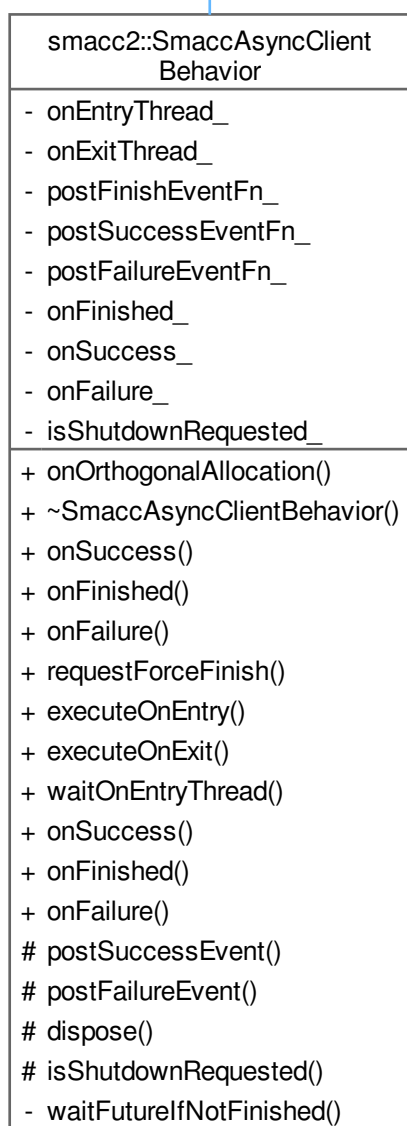 smacc2::SmaccAsyncClient
Behavior
- onEntryThread_
- onExitThread_
- postFinishEventFn_
- postSuccessEventFn_
- postFailureEventFn_
- onFinished_
- onSuccess_
- onFailure_
- isShutdownRequested_
+ onOrthogonalAllocation()
+ ~SmaccAsyncClientBehavior()
+ onSuccess()
+ onFinished()
+ onFailure()
+ requestForceFinish()
+ executeOnEntry()
+ executeOnExit()
+ waitOnEntryThread()
+ onSuccess()
+ onFinished()
+ onFailure()
# postSuccessEvent()
# postFailureEvent()
# dispose()
# isShutdownRequested()
- waitFutureIfNotFinished()